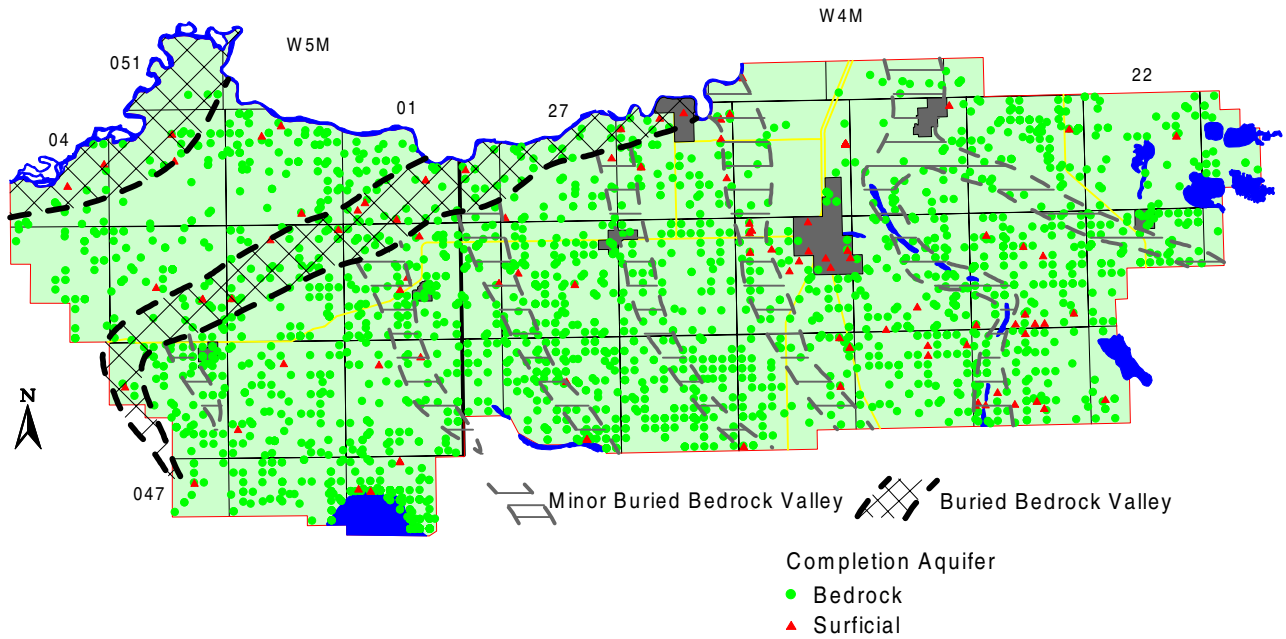 W4M
W5M
051
22
01
27
04
N
047
Minor Buried Bedrock Valley
Buried Bedrock Valley
Completion Aquifer
Bedrock
Surficial